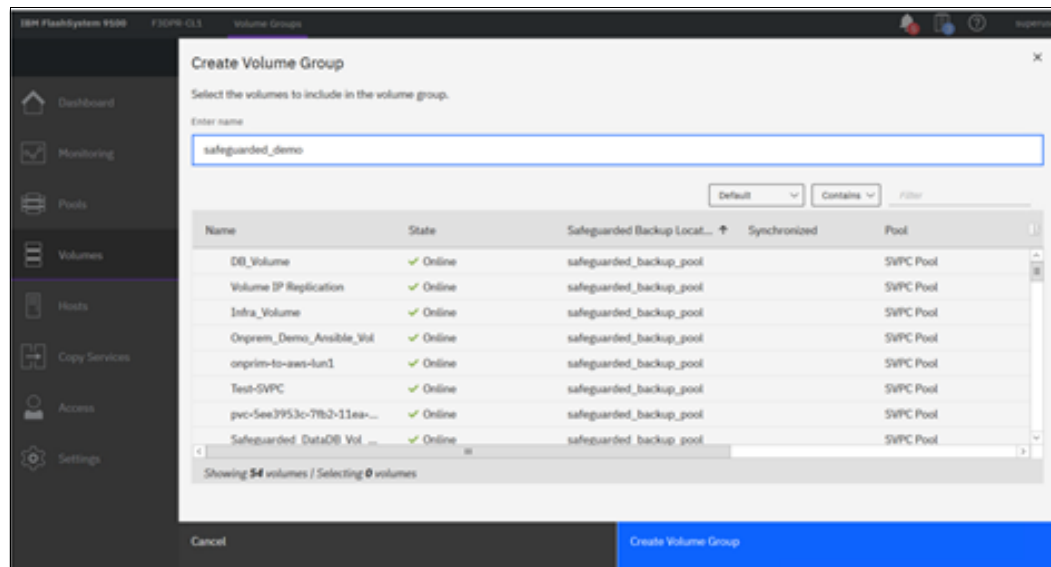 IBM FlashSystem 9500 F3DPR-CL1 Volume Groups superus
Create Volume Group
Select the volumes to include in the volume group.
Enter name
safeguarded_demo
Default Contains Filter
Name State Safeguarded Backup Locat... ↑ Synchronized Pool
DB_Volume Online safeguarded_backup_pool SVPC Pool
Volume IP Replication Online safeguarded_backup_pool SVPC Pool
Infra_Volume Online safeguarded_backup_pool SVPC Pool
Onprem_Demo_Ansible_Vol Online safeguarded_backup_pool SVPC Pool
onprim-to-aws-lun1 Online safeguarded_backup_pool SVPC Pool
Test-SVPC Online safeguarded_backup_pool SVPC Pool
pvc-5ee3953c-7fb2-11ea-... Online safeguarded_backup_pool SVPC Pool
Safeguarded_DataDB_Vol_... Online safeguarded_backup_pool SVPC Pool
Showing 54 volumes / Selecting 0 volumes
Cancel Create Volume Group
Dashboard
Monitoring
Pools
Volumes
Hosts
Copy Services
Access
Settings